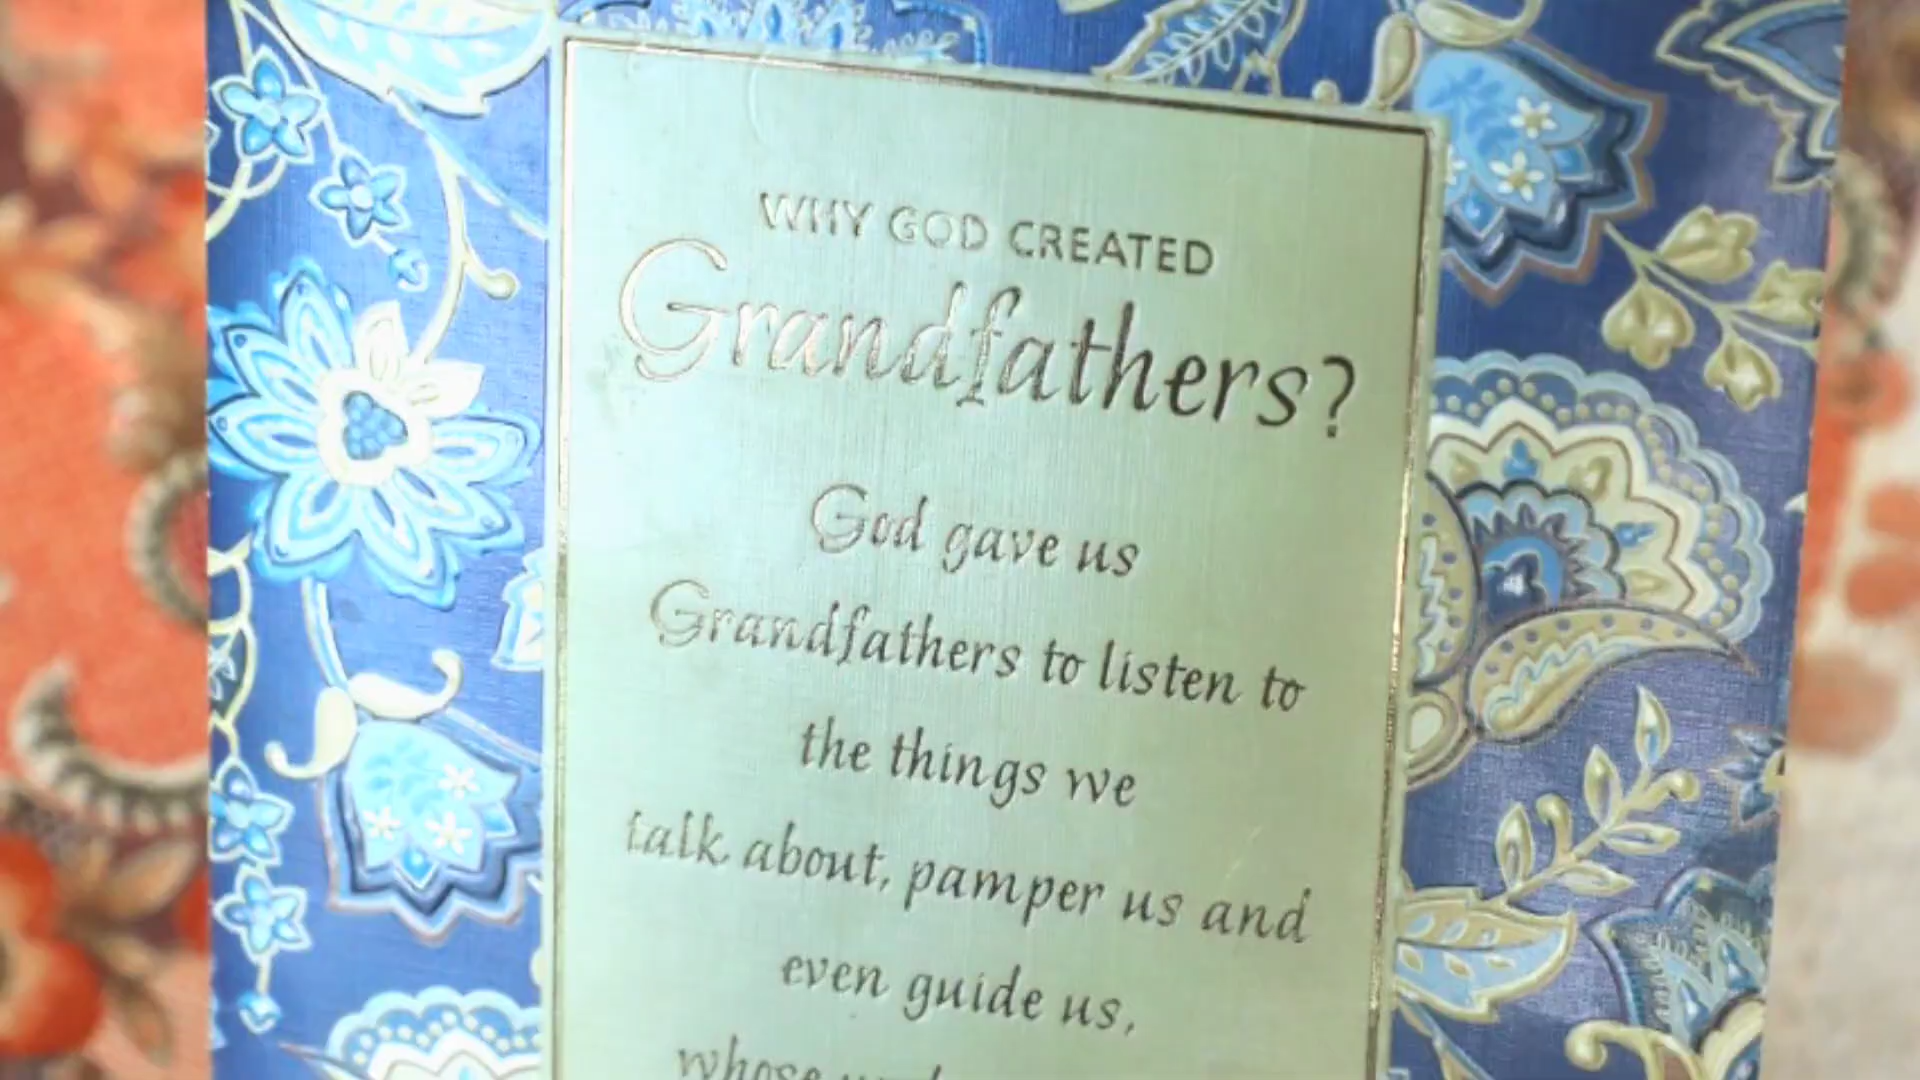 WHY GOD CREATED
Grandfathers?
God gave us
Grandfathers to listen to
the things we
talk about, pamper us and
even guide us,
whose